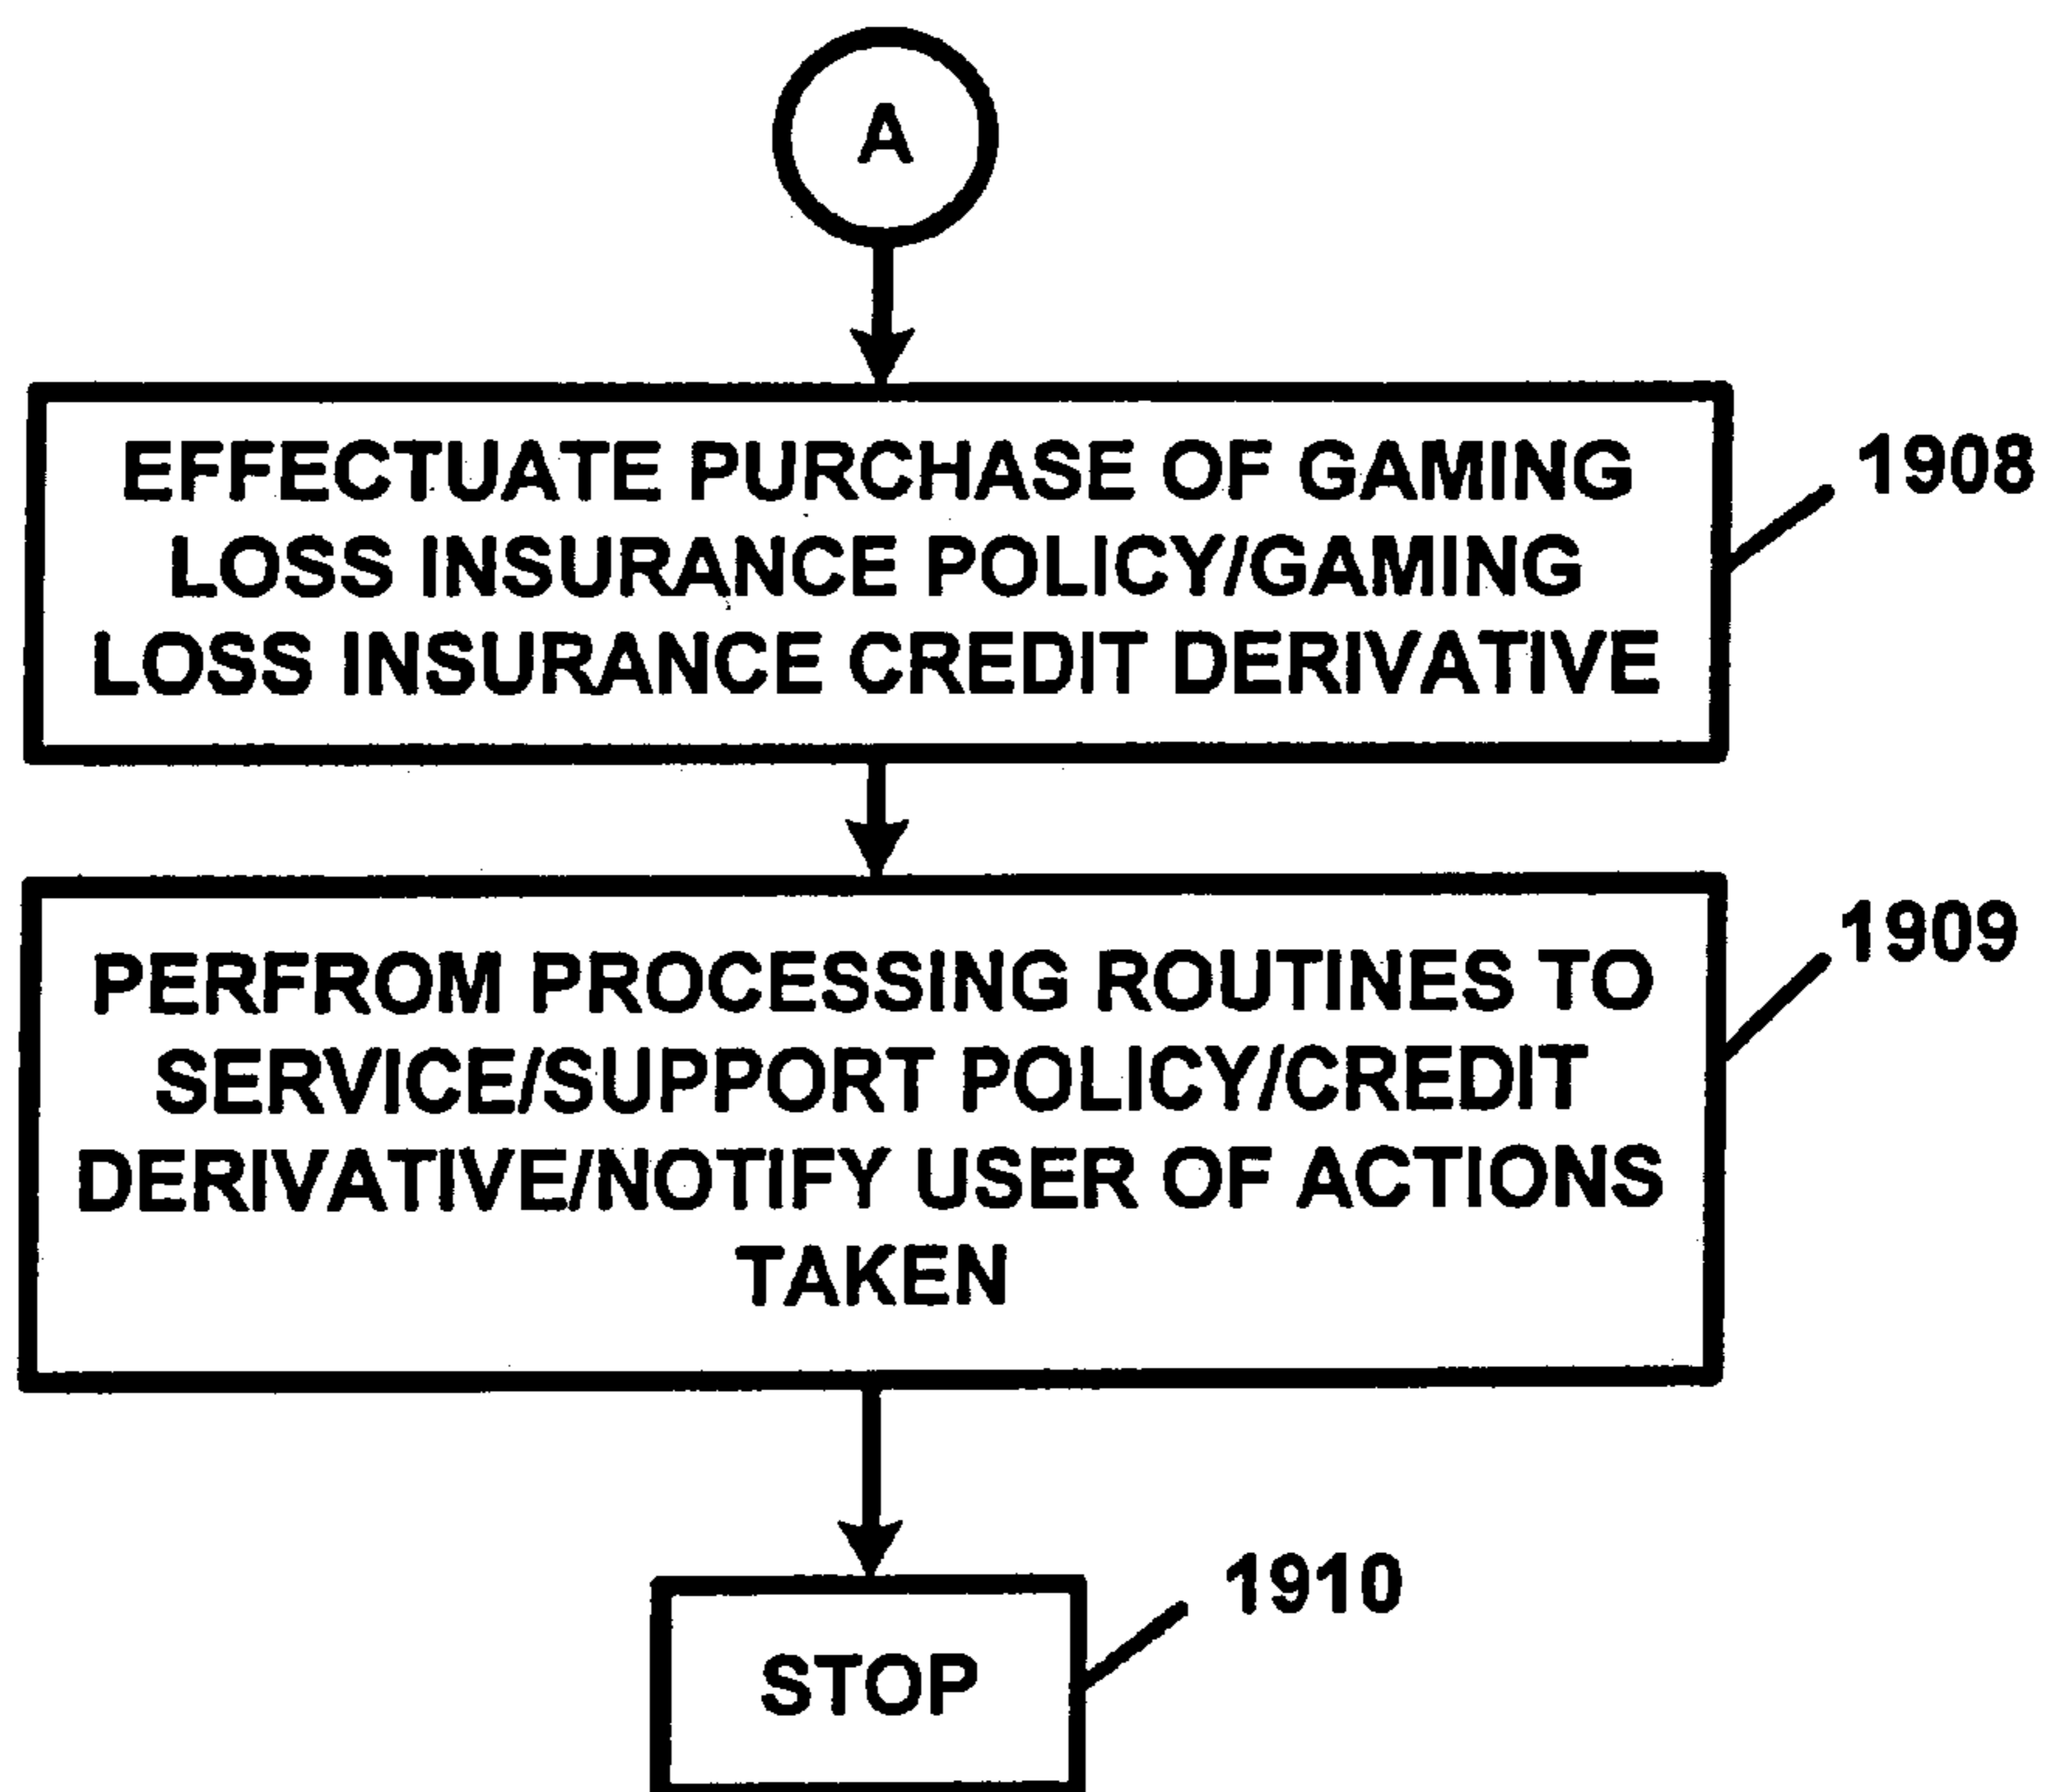 A
EFFECTUATE PURCHASE OF GAMING
LOSS INSURANCE POLICY/GAMING
LOSS INSURANCE CREDIT DERIVATIVE
1908
PERFROM PROCESSING ROUTINES TO
SERVICE/SUPPORT POLICY/CREDIT
DERIVATIVE/NOTIFY USER OF ACTIONS
TAKEN
1909
STOP
1910